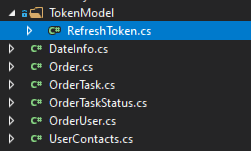 TokenModel
C# RefreshToken.cs
C# DateInfo.cs
C# Order.cs
C# OrderTask.cs
C# OrderTaskStatus.cs
C# OrderUser.cs
C# UserContacts.cs